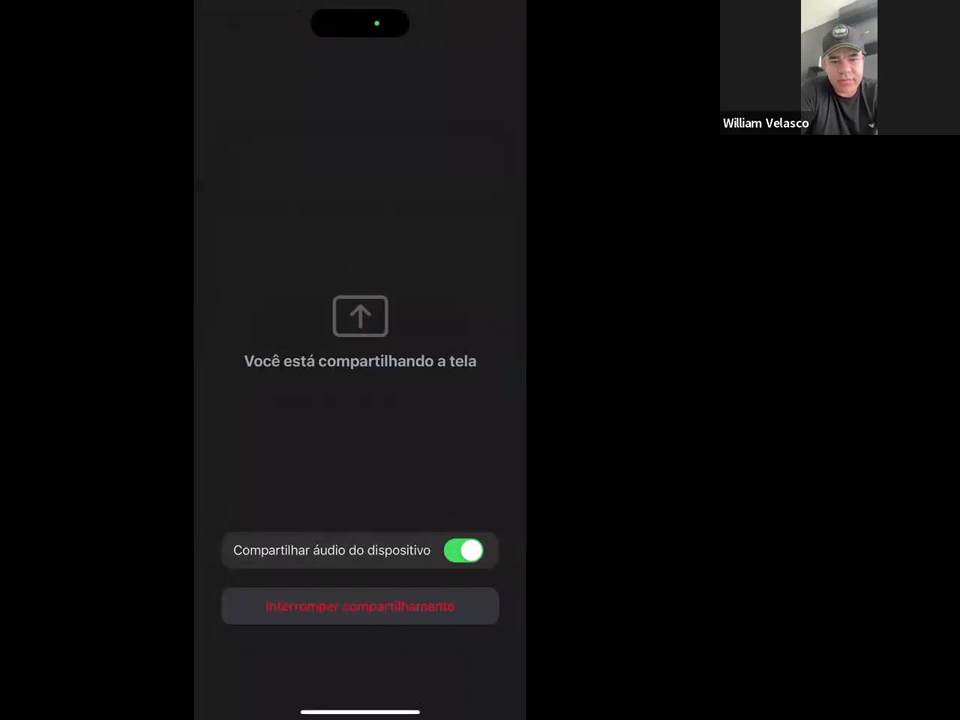 William Velasco
Você está compartilhando a tela
Compartilhar áudio do dispositivo
Interromper compartilhamento